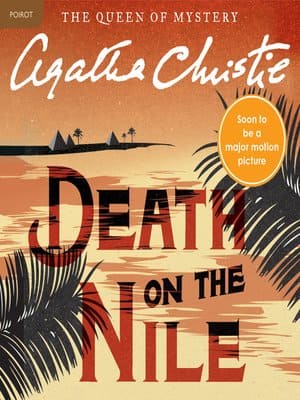 POIROT
THE QUEEN OF MYSTERY
Agatha Christie
Soon to
be a
major motion
picture
DEATH
ON THE
NILE